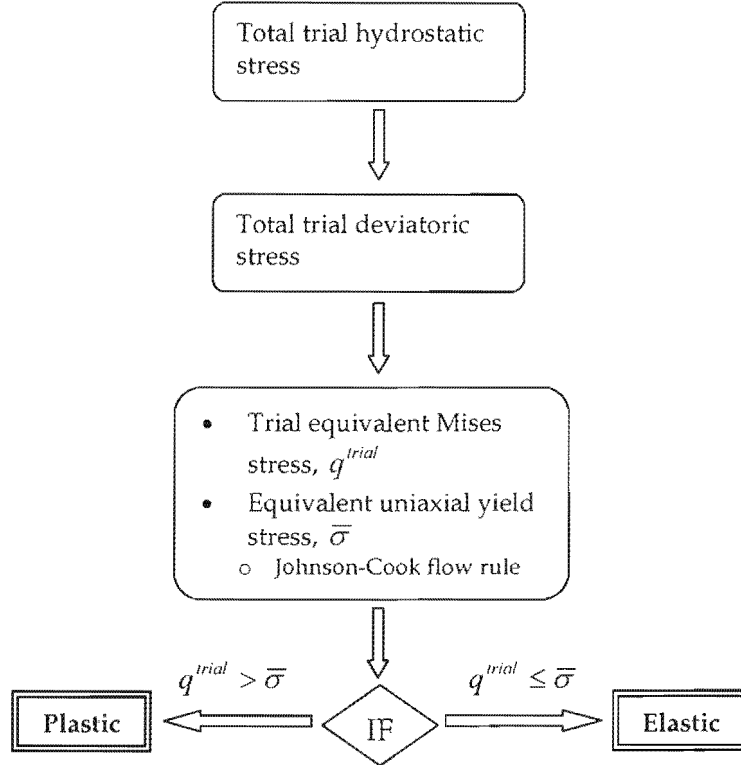 Total trial hydrostatic
stress
Total trial deviatoric
stress
• Trial equivalent Mises
stress, q^trial
• Equivalent uniaxial yield
stress, σ̅
o Johnson-Cook flow rule
q^trial > σ̅
q^trial ≤ σ̅
Plastic
IF
Elastic